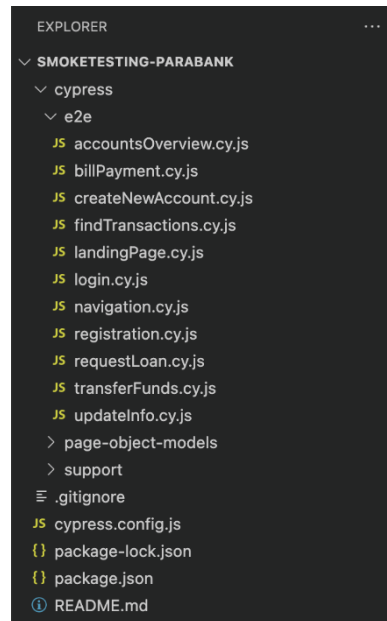 EXPLORER ...
SMOKETESTING-PARABANK
cypress
e2e
JS accountsOverview.cy.js
JS billPayment.cy.js
JS createNewAccount.cy.js
JS findTransactions.cy.js
JS landingPage.cy.js
JS login.cy.js
JS navigation.cy.js
JS registration.cy.js
JS requestLoan.cy.js
JS transferFunds.cy.js
JS updateInfo.cy.js
page-object-models
support
.gitignore
JS cypress.config.js
{} package-lock.json
{} package.json
README.md